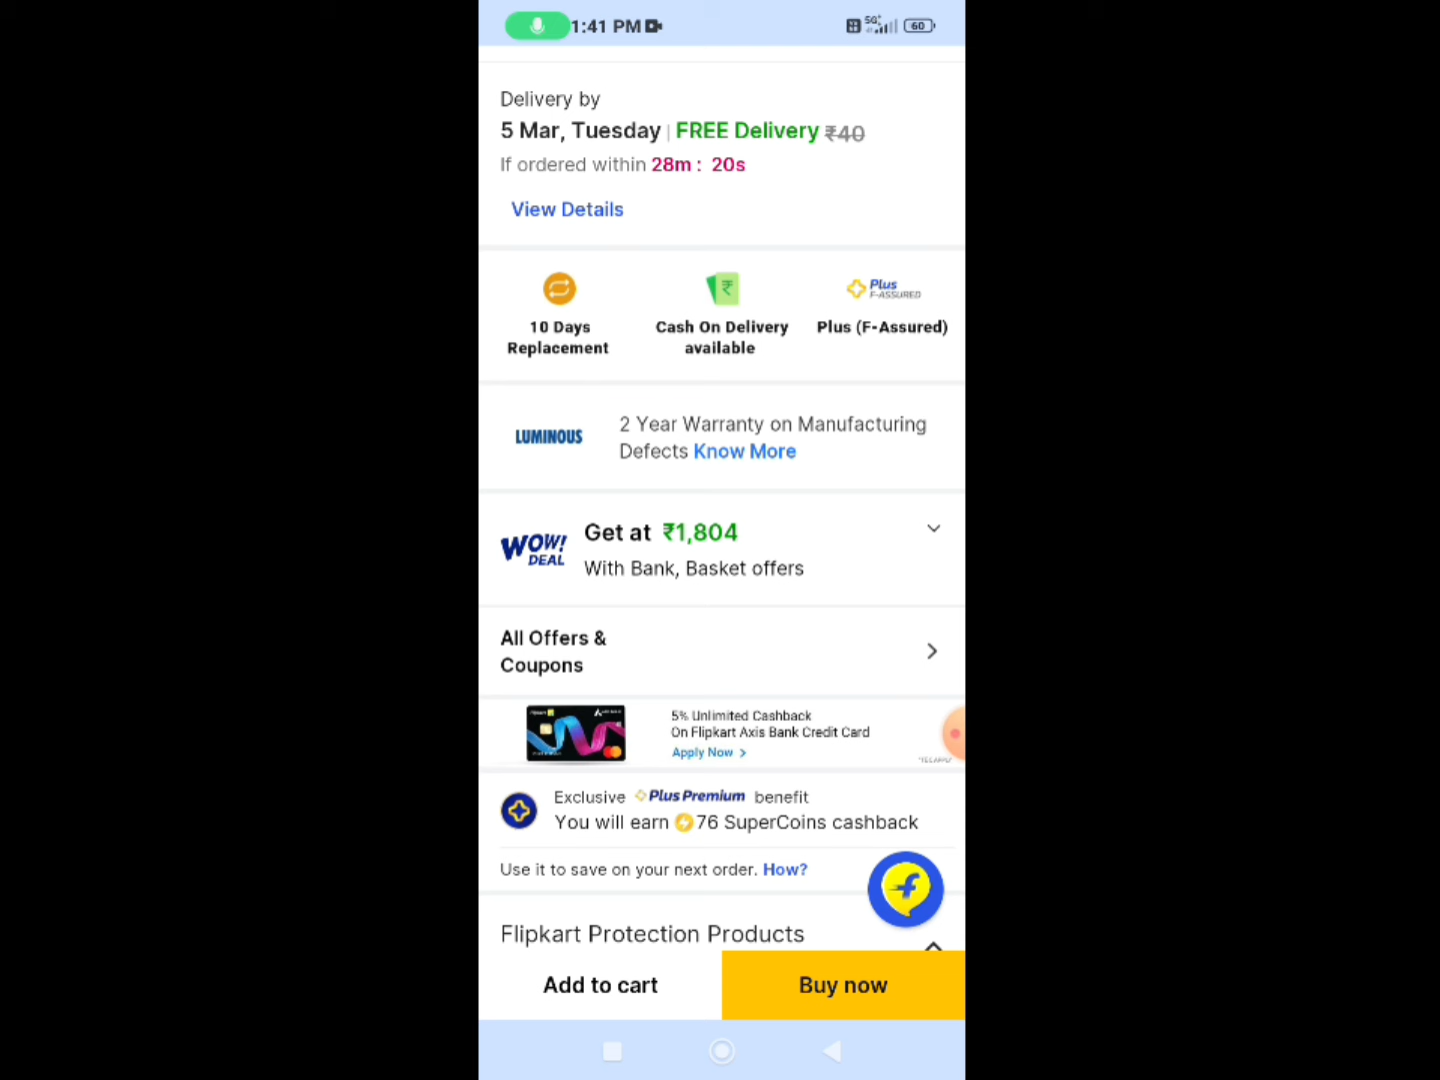 1:41 PM
5G+
60
Delivery by
5 Mar, Tuesday | FREE Delivery ₹40
If ordered within 28m : 20s
View Details
Plus
F-ASSURED
10 Days
Replacement
Cash On Delivery
available
Plus (F-Assured)
LUMINOUS
2 Year Warranty on Manufacturing
Defects Know More
WOW!
DEAL
Get at ₹1,804
With Bank, Basket offers
All Offers &
Coupons
5% Unlimited Cashback
On Flipkart Axis Bank Credit Card
Apply Now >
Exclusive Plus Premium benefit
You will earn 76 SuperCoins cashback
Use it to save on your next order. How?
Flipkart Protection Products
Add to cart
Buy now